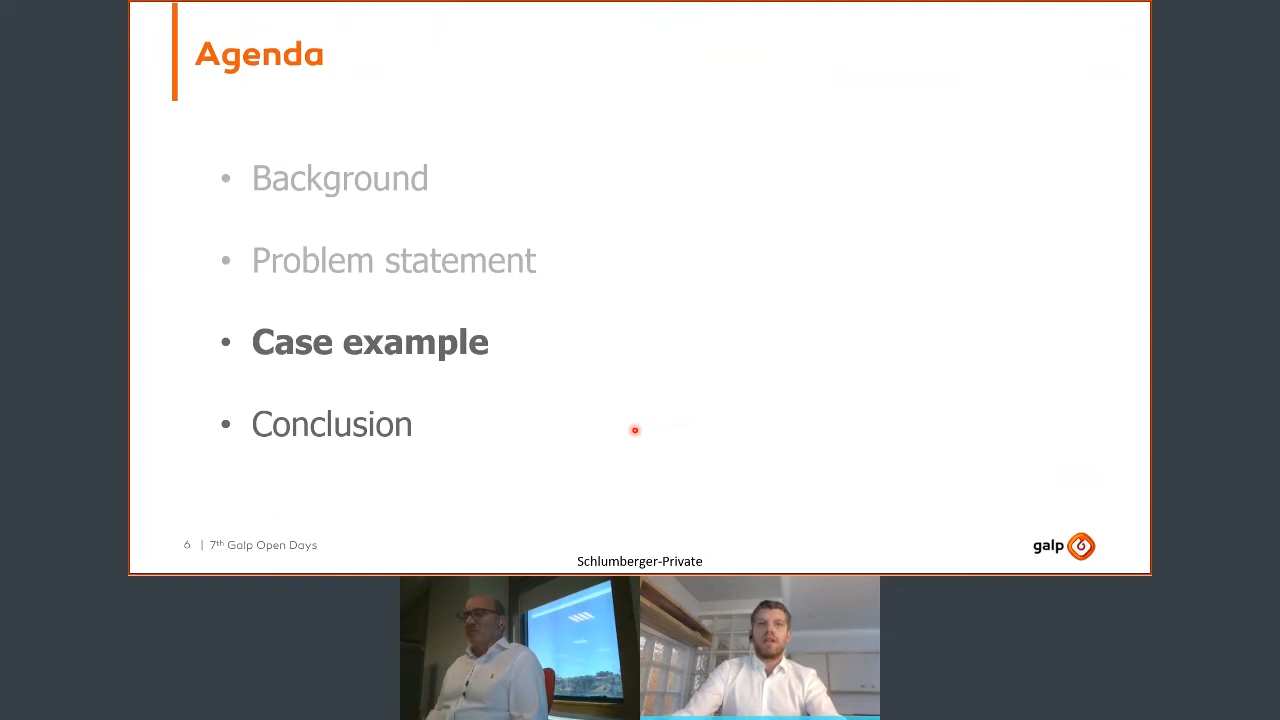 Agenda
• Background
• Problem statement
• Case example
• Conclusion
6 | 7th Galp Open Days
galp
Schlumberger-Private